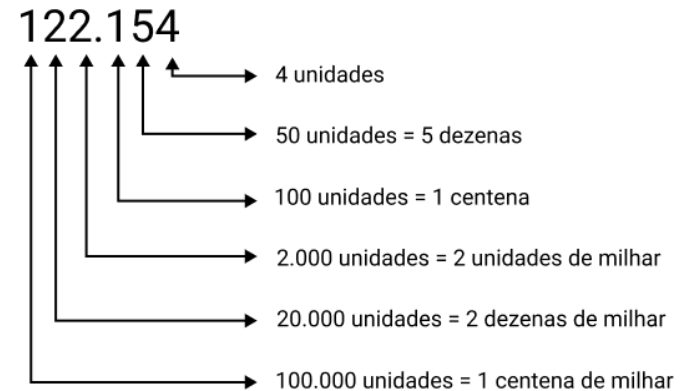 122.154
4 unidades
50 unidades = 5 dezenas
100 unidades = 1 centena
2.000 unidades = 2 unidades de milhar
20.000 unidades = 2 dezenas de milhar
100.000 unidades = 1 centena de milhar